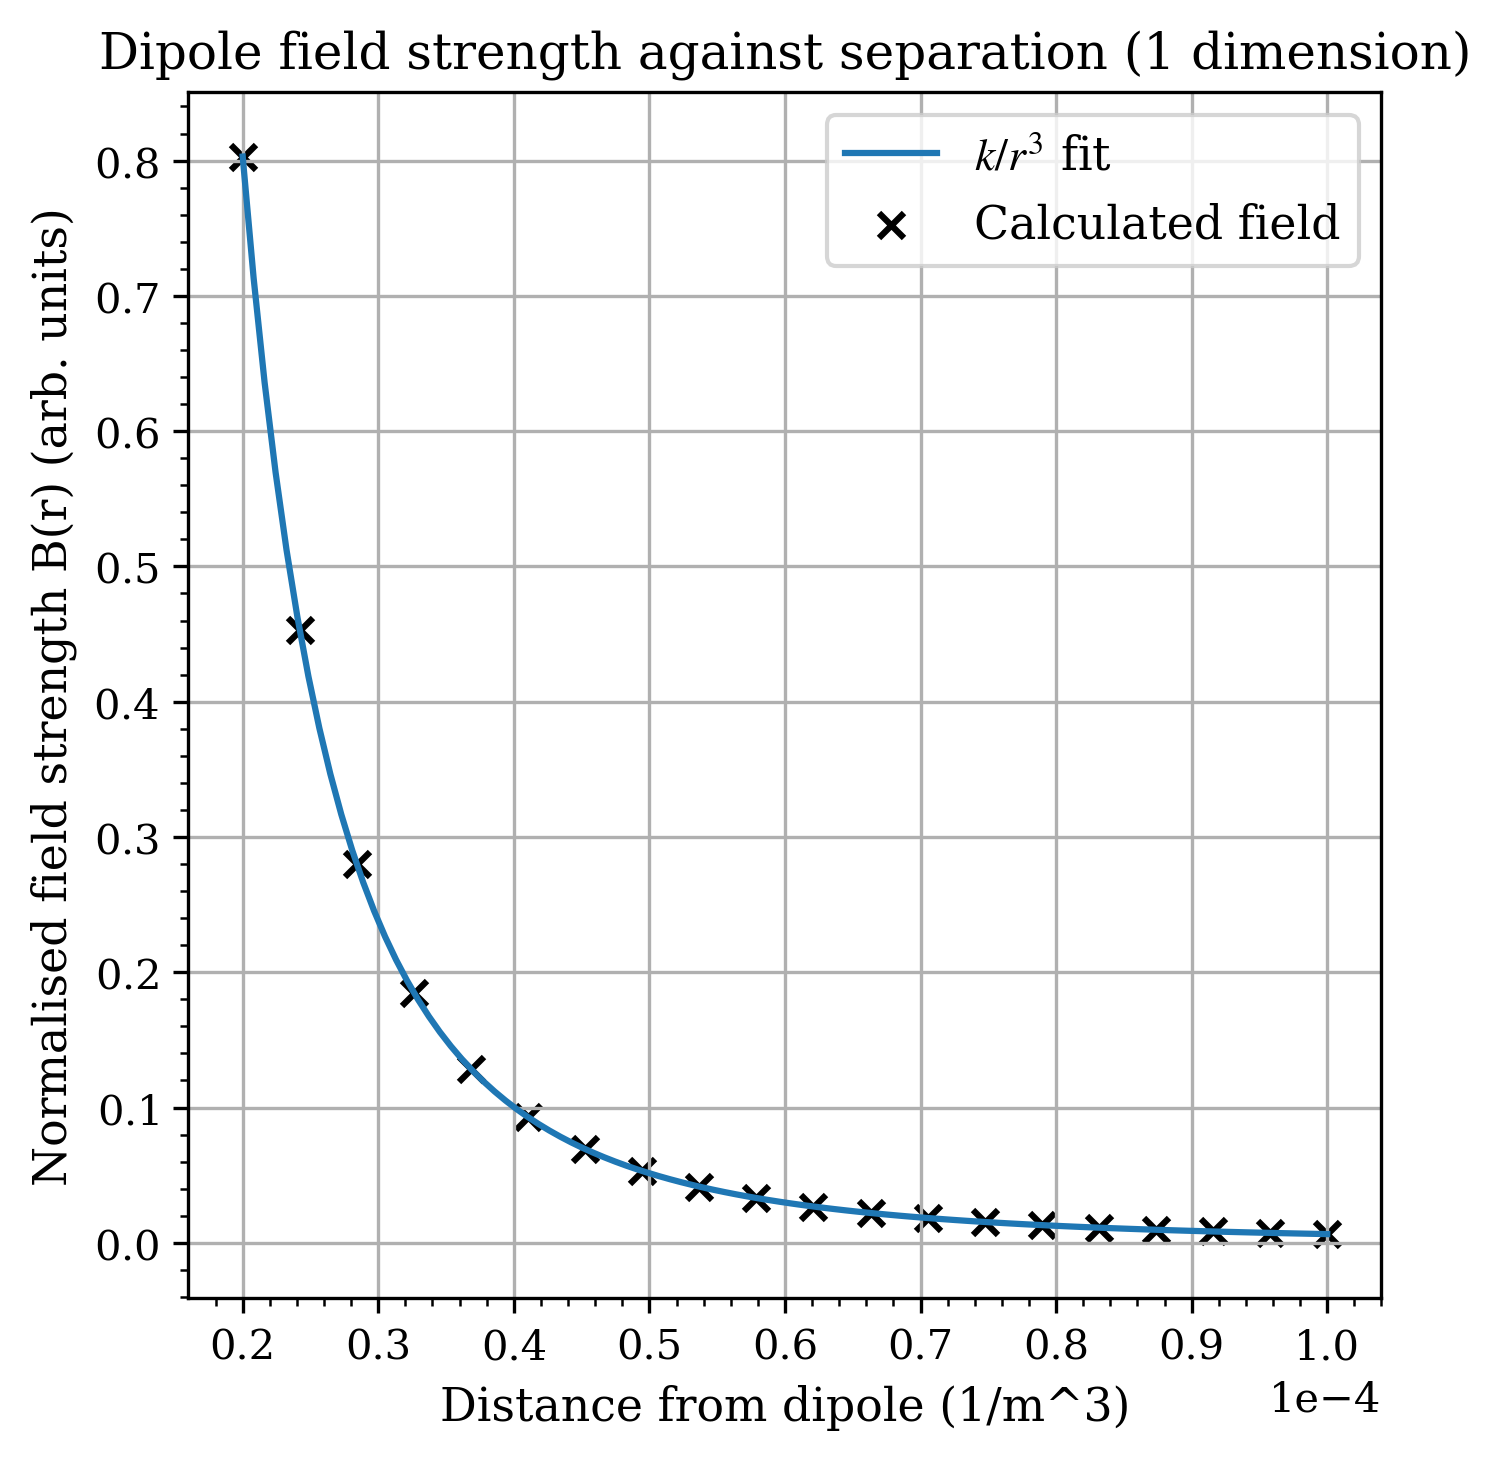 Dipole field strength against separation (1 dimension)
k/r³ fit
Calculated field
Normalised field strength B(r) (arb. units)
0.8
0.7
0.6
0.5
0.4
0.3
0.2
0.1
0.0
0.2 0.3 0.4 0.5 0.6 0.7 0.8 0.9 1.0
1e−4
Distance from dipole (1/m^3)